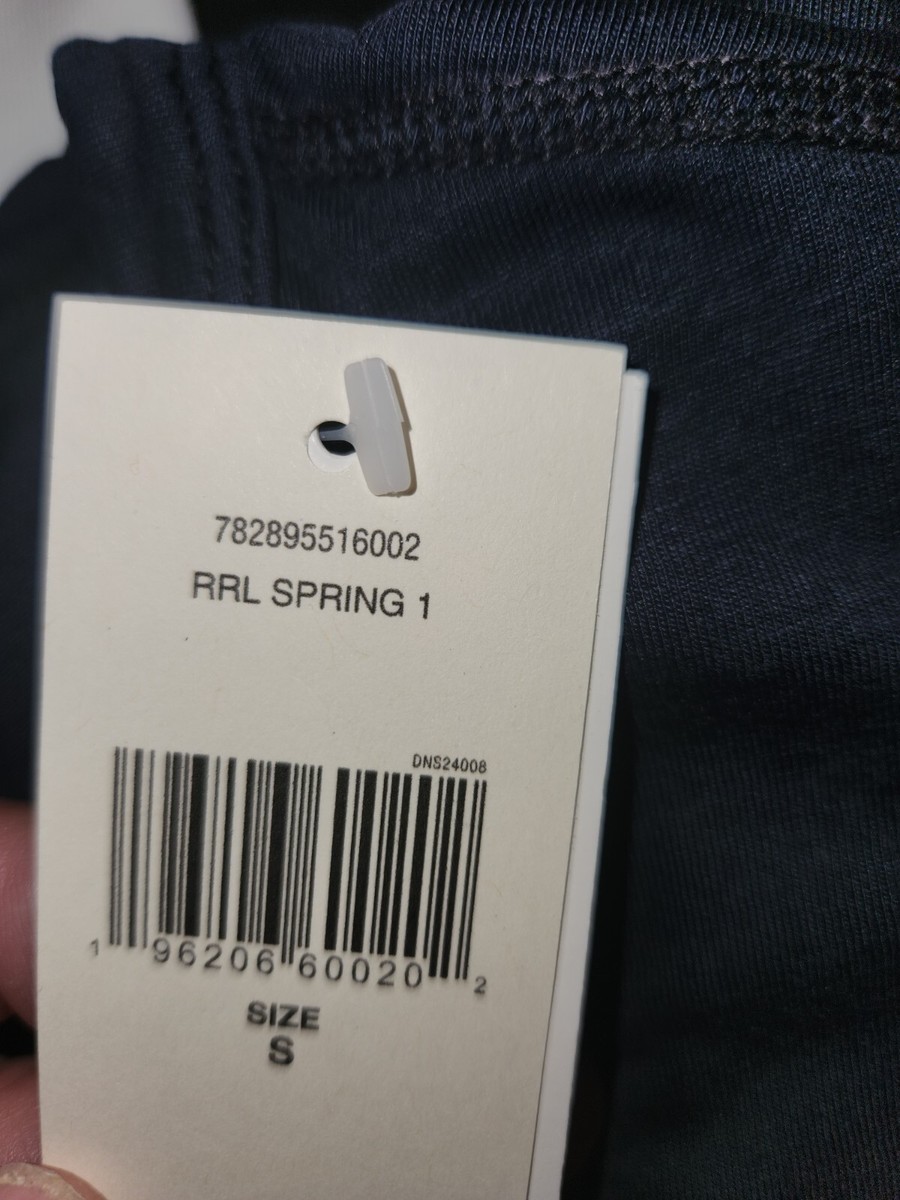 782895516002
RRL SPRING 1
DNS24008
1 96206 60020 2
SIZE
S